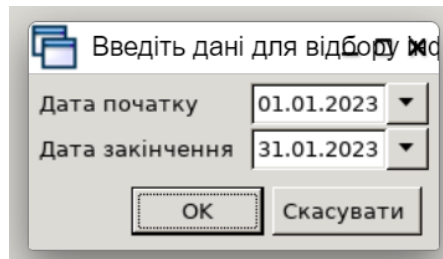 Введіть дані для відбору
Дата початку 01.01.2023
Дата закінчення 31.01.2023
OK Скасувати